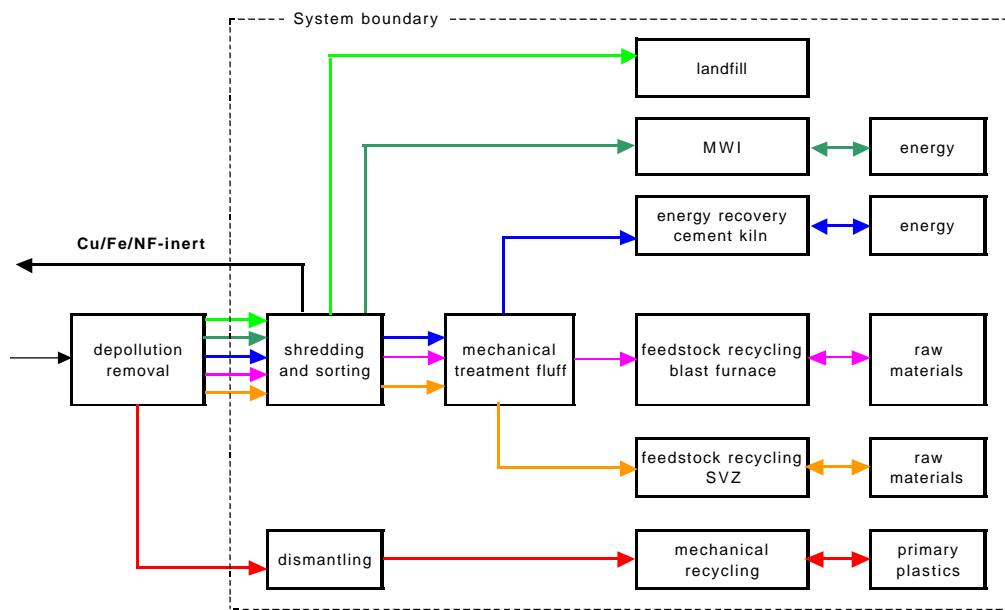 System boundary
landfill
MWI
energy
energy recovery
cement kiln
energy
Cu/Fe/NF-inert
depollution
removal
shredding
and sorting
mechanical
treatment fluff
feedstock recycling
blast furnace
raw
materials
feedstock recycling
SVZ
raw
materials
dismantling
mechanical
recycling
primary
plastics